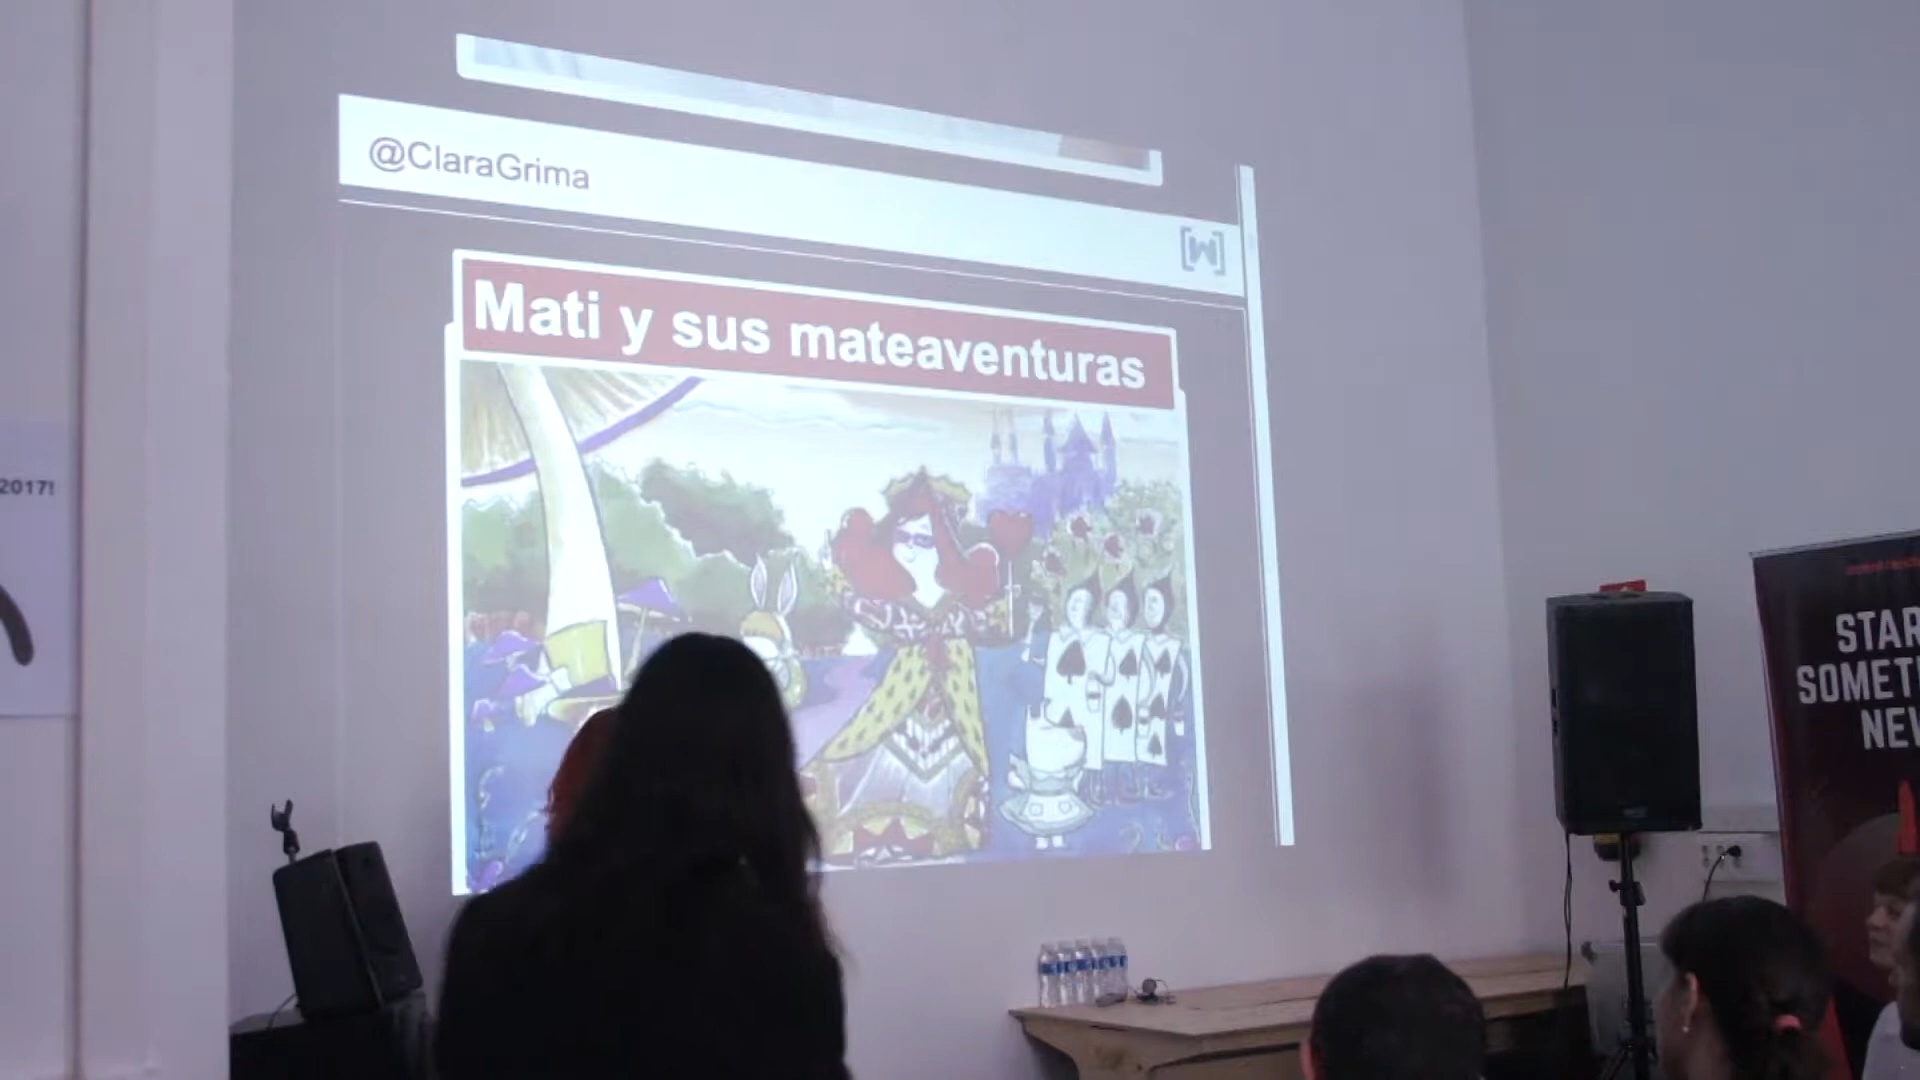 @ClaraGrima
[W]
Mati y sus mateaventuras
2017!
STAR
SOMET
NEW